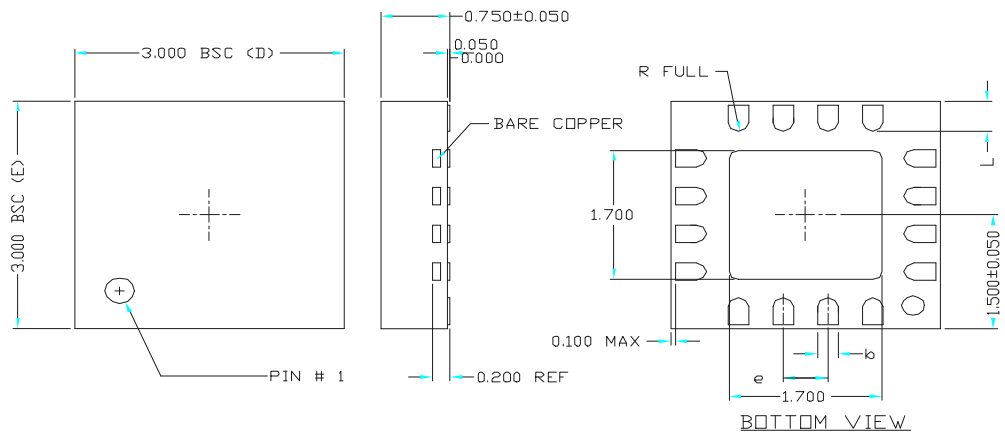 0.750±0.050
3.000 BSC (D)
0.050
0.000
R FULL
BARE COPPER
L
3.000 BSC (E)
1.700
1.500±0.050
0.100 MAX
b
PIN # 1
0.200 REF
e
1.700
BOTTOM VIEW